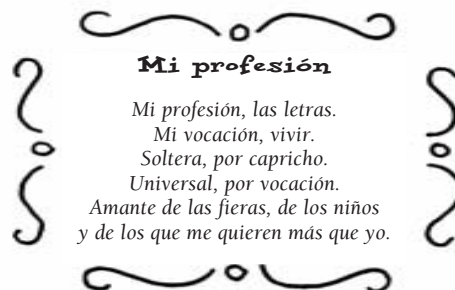 Mi profesión
Mi profesión, las letras.
Mi vocación, vivir.
Soltera, por capricho.
Universal, por vocación.
Amante de las fieras, de los niños
y de los que me quieren más que yo.